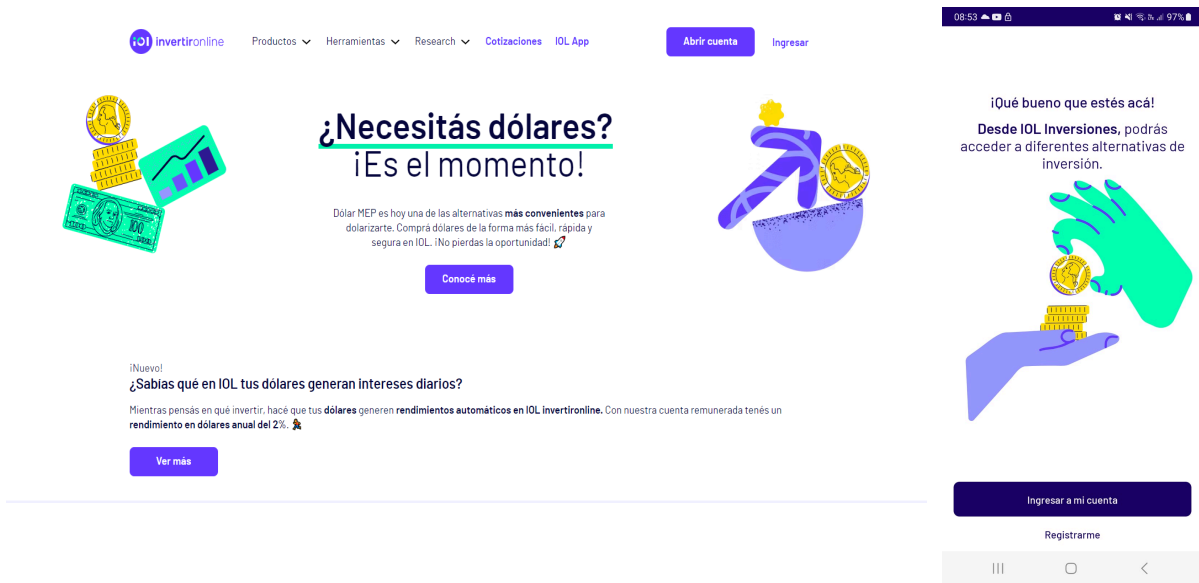 iol invertironline
Productos
Herramientas
Research
Cotizaciones
IOL App
Abrir cuenta
Ingresar
¿Necesitás dólares?
¡Es el momento!
Dólar MEP es hoy una de las alternativas más convenientes para
dolarizarte. Comprá dólares de la forma más fácil, rápida y
segura en IOL. ¡No pierdas la oportunidad! 🚀
Conocé más
100
¡Nuevo!
¿Sabías qué en IOL tus dólares generan intereses diarios?
Mientras pensás en qué invertir, hacé que tus dólares generen rendimientos automáticos en IOL invertironline. Con nuestra cuenta remunerada tenés un
rendimiento en dólares anual del 2%.
Ver más
08:53
97%
¡Qué bueno que estés acá!
Desde IOL Inversiones, podrás
acceder a diferentes alternativas de
inversión.
Ingresar a mi cuenta
Registrarme